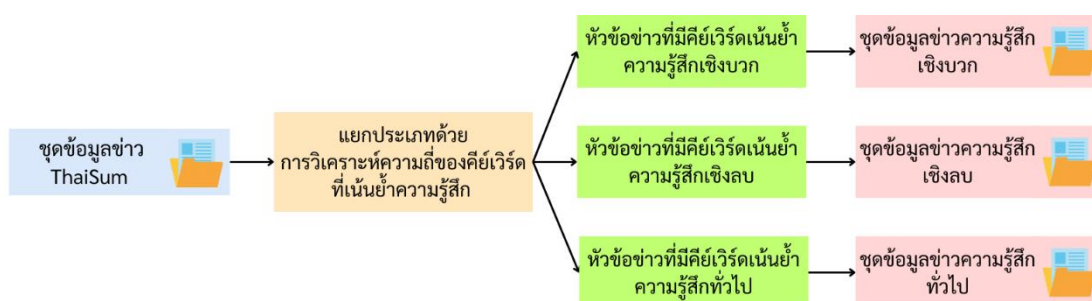 ชุดข้อมูลข่าว
ThaiSum
แยกประเภทด้วย
การวิเคราะห์ความถี่ของคีย์เวิร์ด
ที่เน้นย้ำความรู้สึก
หัวข้อข่าวที่มีคีย์เวิร์ดเน้นย้ำ
ความรู้สึกเชิงบวก
ชุดข้อมูลข่าวความรู้สึก
เชิงบวก
หัวข้อข่าวที่มีคีย์เวิร์ดเน้นย้ำ
ความรู้สึกเชิงลบ
ชุดข้อมูลข่าวความรู้สึก
เชิงลบ
หัวข้อข่าวที่มีคีย์เวิร์ดเน้นย้ำ
ความรู้สึกทั่วไป
ชุดข้อมูลข่าวความรู้สึก
ทั่วไป